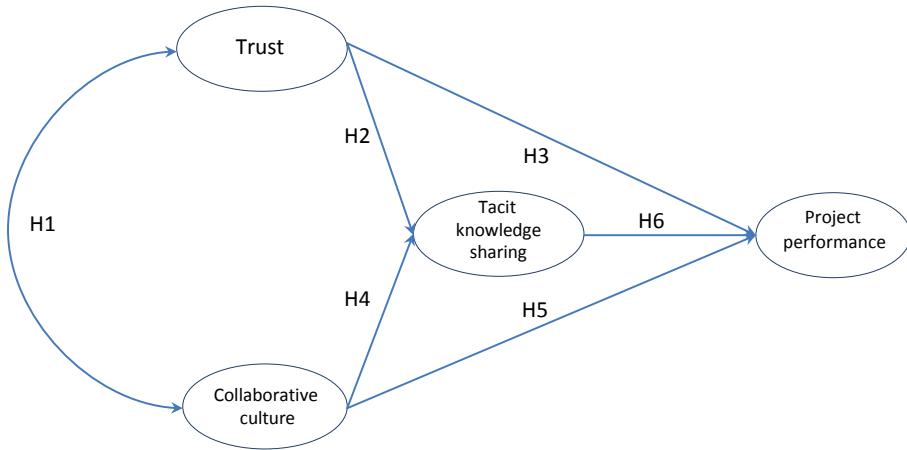 Trust
H2
H3
H1
Tacit
knowledge
sharing
H6
Project
performance
H4
H5
Collaborative
culture